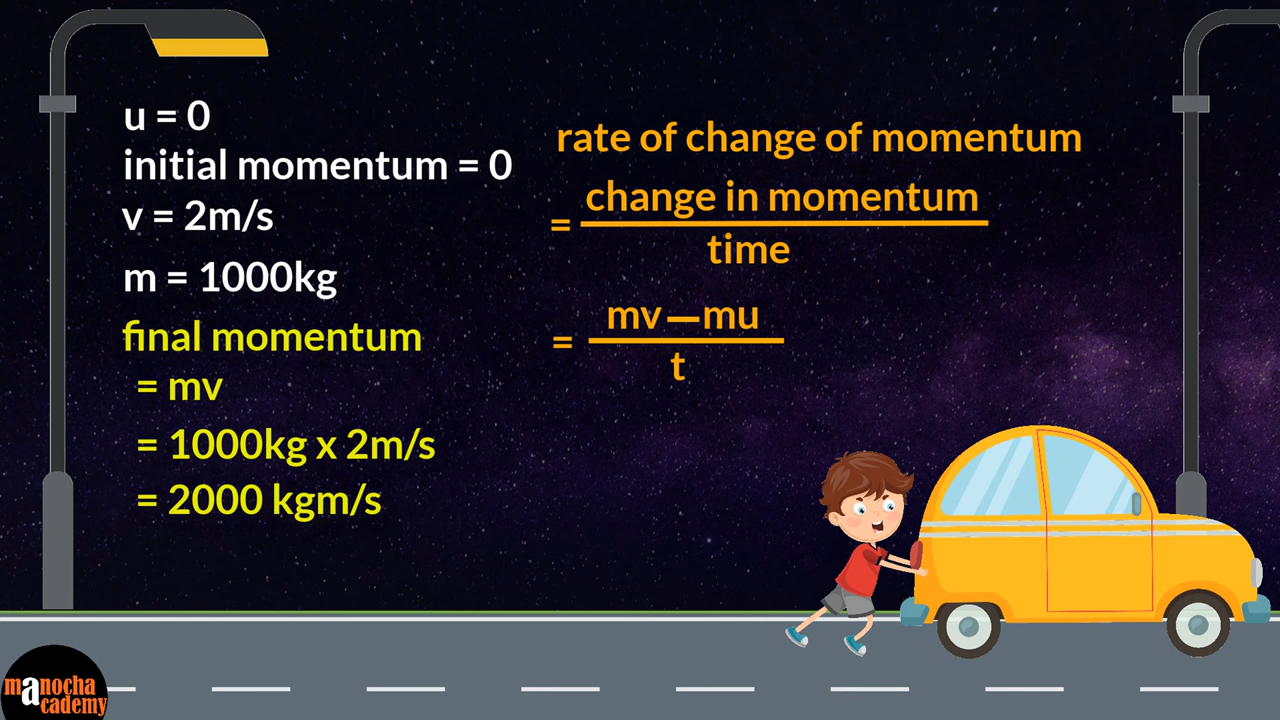 u = 0
initial momentum = 0
v = 2m/s
m = 1000kg
final momentum
= mv
= 1000kg x 2m/s
= 2000 kgm/s
rate of change of momentum
= change in momentum
time
= mv — mu
t
manocha
academy